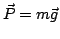 P⃗ = mg⃗